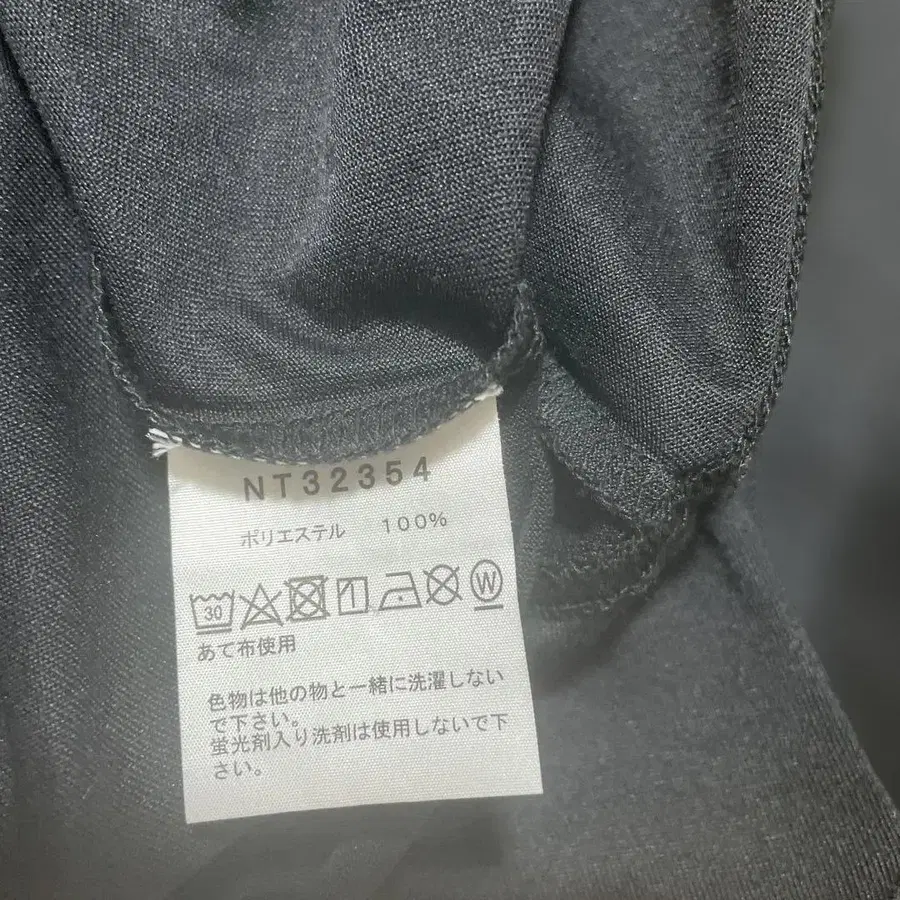 NT32354
ポリエステル 100%
30 W
あて布使用
色物は他の物と一緒に洗濯しない
で下さい。
蛍光剤入り洗剤は使用しないで下
さい。